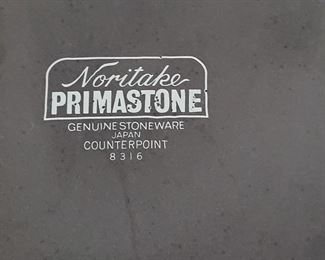 Noritake
PRIMASTONE
GENUINE STONEWARE
JAPAN
COUNTERPOINT
8316